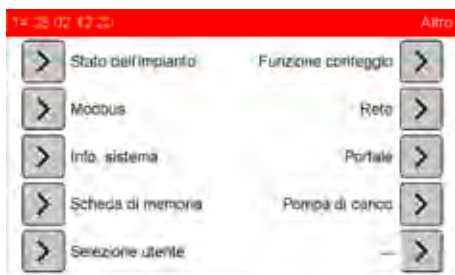 Altro
Stato dell'impianto
Funzione conteggio
Modbus
Rete
Info. sistema
Portale
Scheda di memoria
Pompa di carico
Selezione utente
---